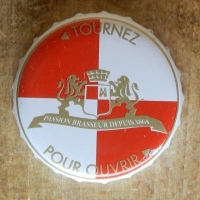 TOURNEZ
PASSION BRASSEUR DEPUIS 1664
POUR OUVRIR